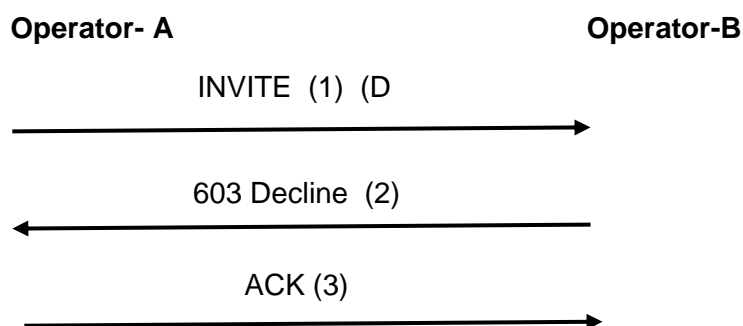 Operator- A Operator-B
INVITE (1) (D
603 Decline (2)
ACK (3)